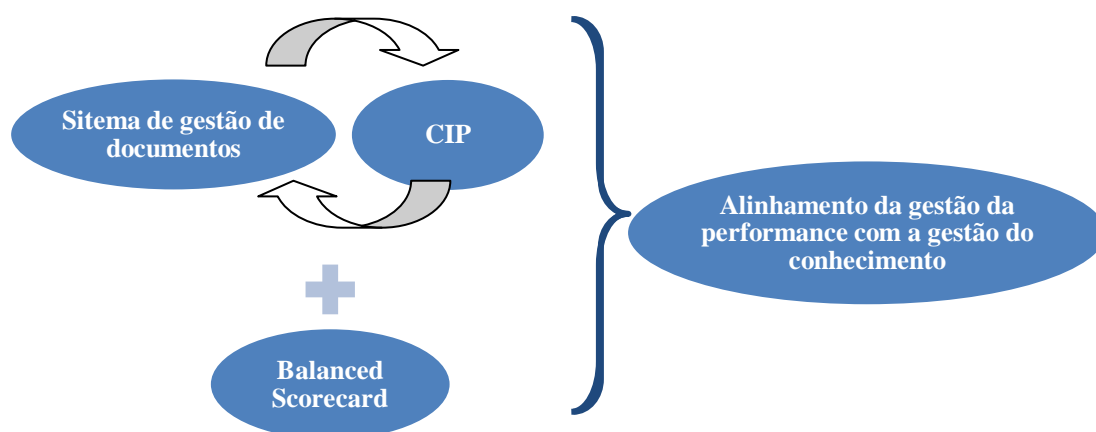 Sitema de gestão de
documentos
CIP
Alinhamento da gestão da
performance com a gestão do
conhecimento
Balanced
Scorecard